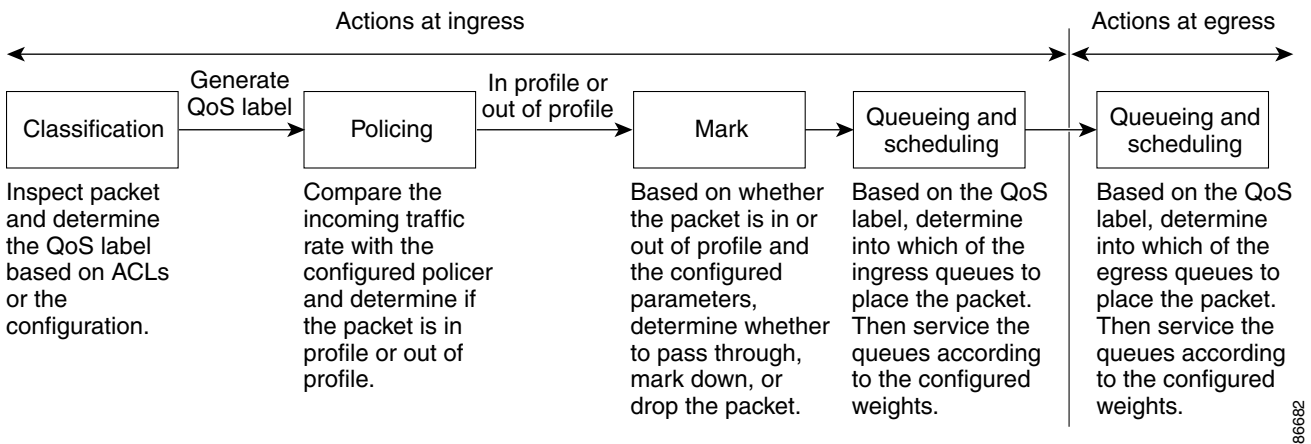 Actions at ingress
Actions at egress
Generate
QoS label
In profile or
out of profile
Classification
Policing
Mark
Queueing and
scheduling
Queueing and
scheduling
Inspect packet
and determine
the QoS label
based on ACLs
or the
configuration.
Compare the
incoming traffic
rate with the
configured policer
and determine if
the packet is in
profile or out of
profile.
Based on whether
the packet is in or
out of profile and
the configured
parameters,
determine whether
to pass through,
mark down, or
drop the packet.
Based on the QoS
label, determine
into which of the
ingress queues to
place the packet.
Then service the
queues according
to the configured
weights.
Based on the QoS
label, determine
into which of the
egress queues to
place the packet.
Then service the
queues according
to the configured
weights.
86682